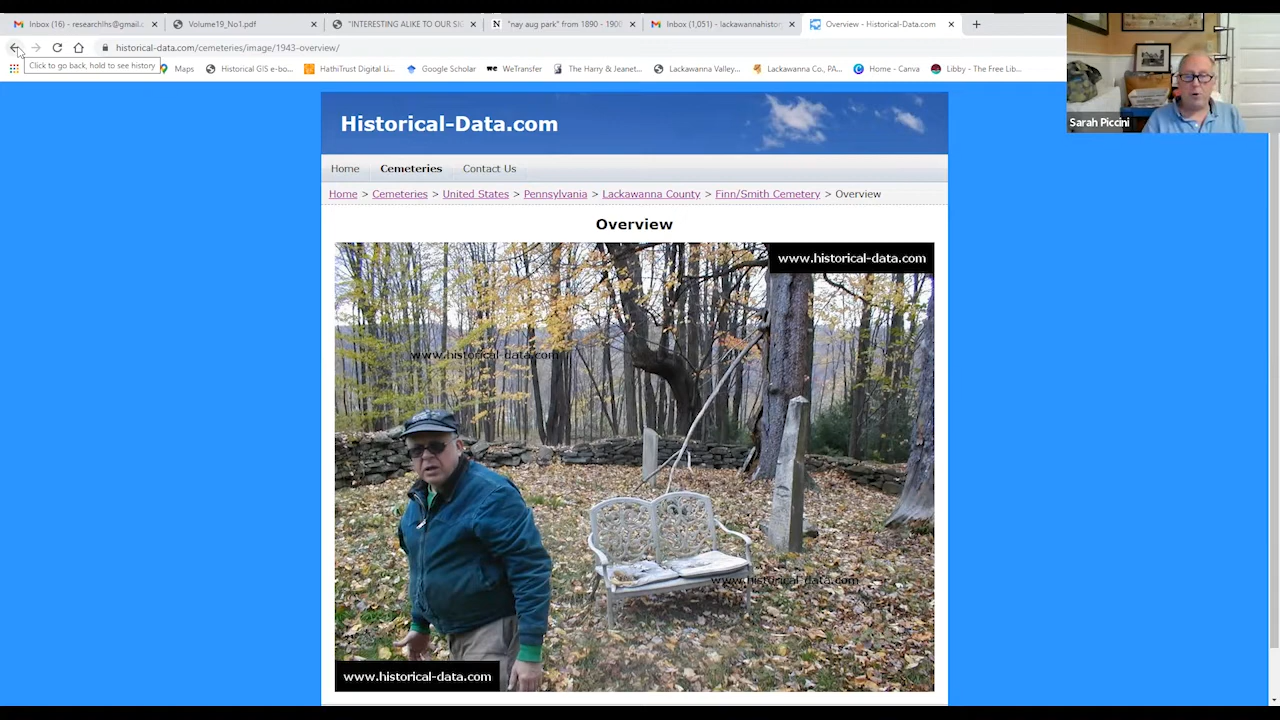 Inbox (16) - researchlhs@gmail.c
Volume19_No1.pdf
"INTERESTING ALIKE TO OUR SIG
"nay aug park" from 1890 - 1900
Inbox (1,051) - lackawannahistor
Overview - Historical-Data.com
historical-data.com/cemeteries/image/1943-overview/
Click to go back, hold to see history
Maps
Historical GIS e-bo...
HathiTrust Digital Li...
Google Scholar
WeTransfer
The Harry & Jeanet...
Lackawanna Valley...
Lackawanna Co., PA...
Home - Canva
Libby - The Free Lib...
Sarah Piccini
Historical-Data.com
Home Cemeteries Contact Us
Home > Cemeteries > United States > Pennsylvania > Lackawanna County > Finn/Smith Cemetery > Overview
Overview
www.historical-data.com
www.historical-data.com
www.historical-data.com
www.historical-data.com